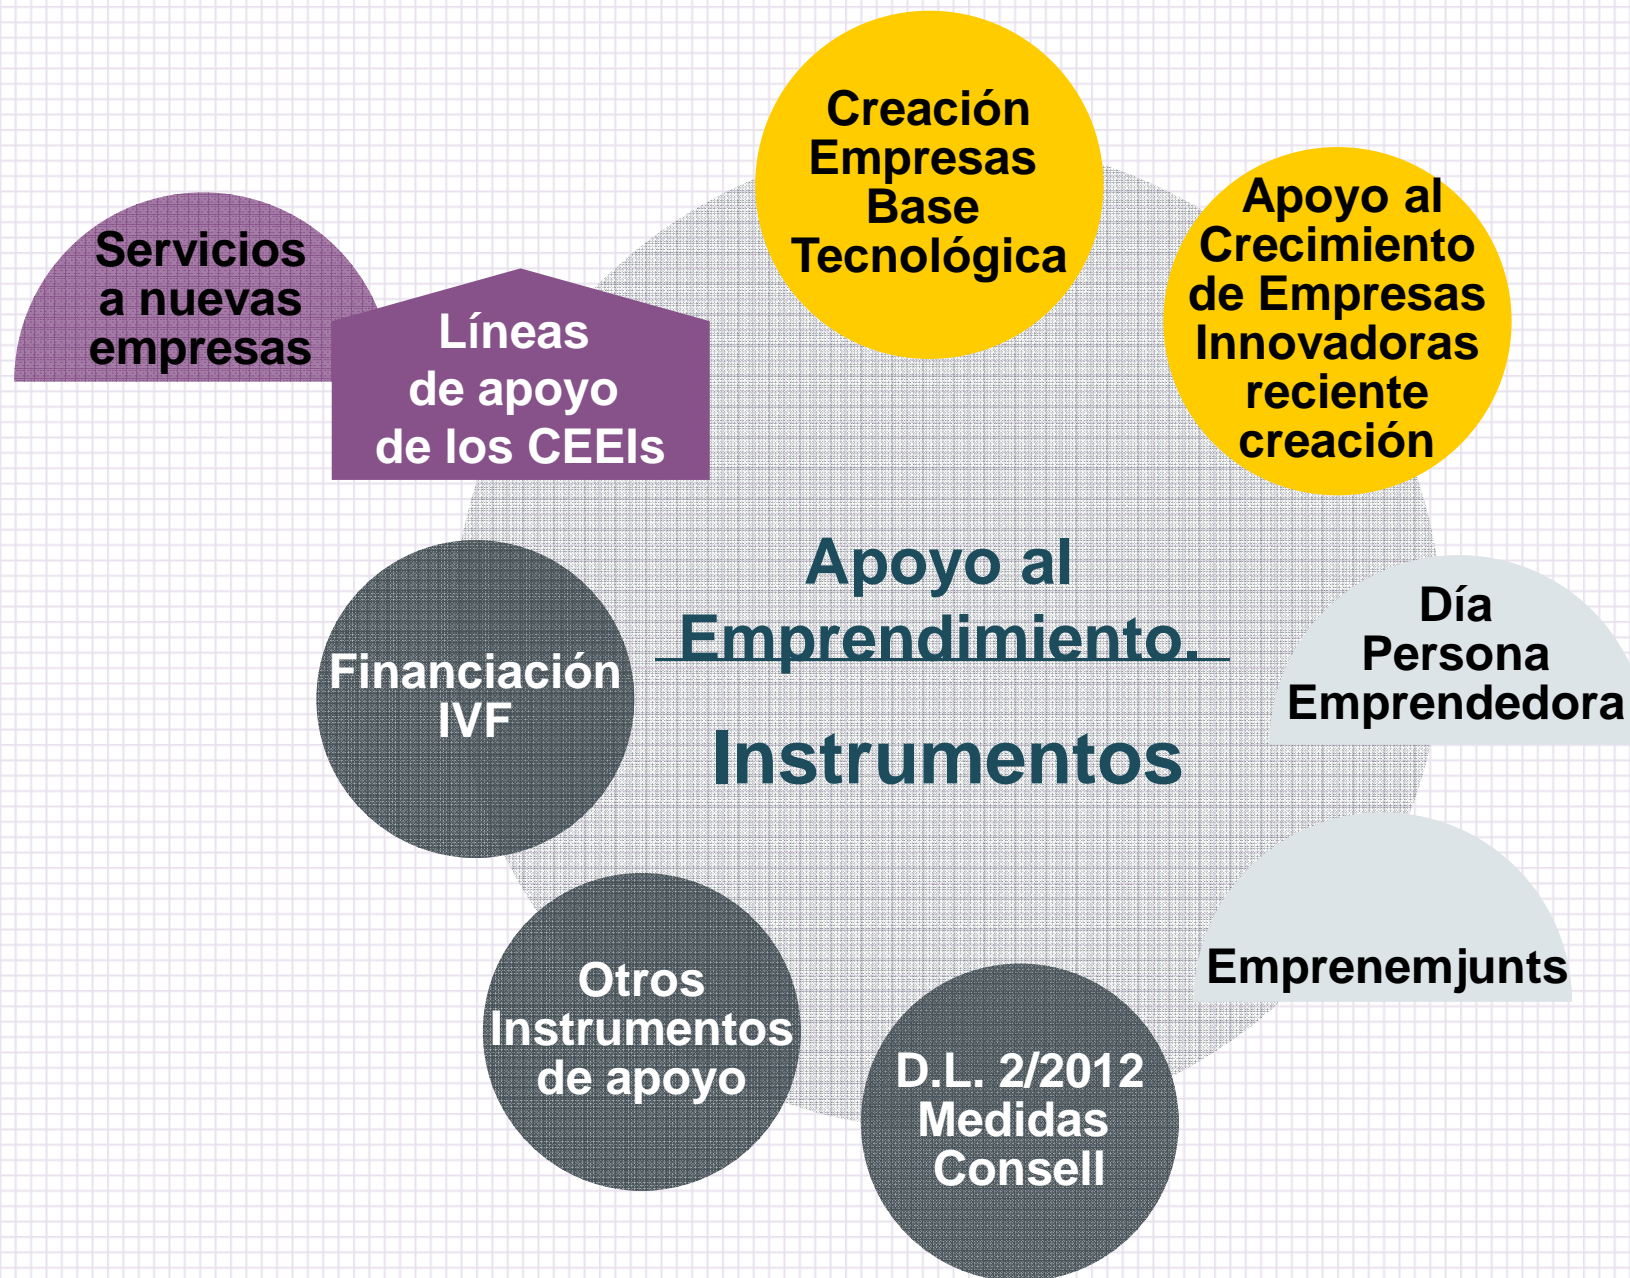 Creación
Empresas
Base
Tecnológica
Apoyo al
Crecimiento
de Empresas
Innovadoras
reciente
creación
Servicios
a nuevas
empresas
Líneas
de apoyo
de los CEEIs
Apoyo al
Emprendimiento.
Instrumentos
Día
Persona
Emprendedora
Financiación
IVF
Emprenemjunts
Otros
Instrumentos
de apoyo
D.L. 2/2012
Medidas
Consell